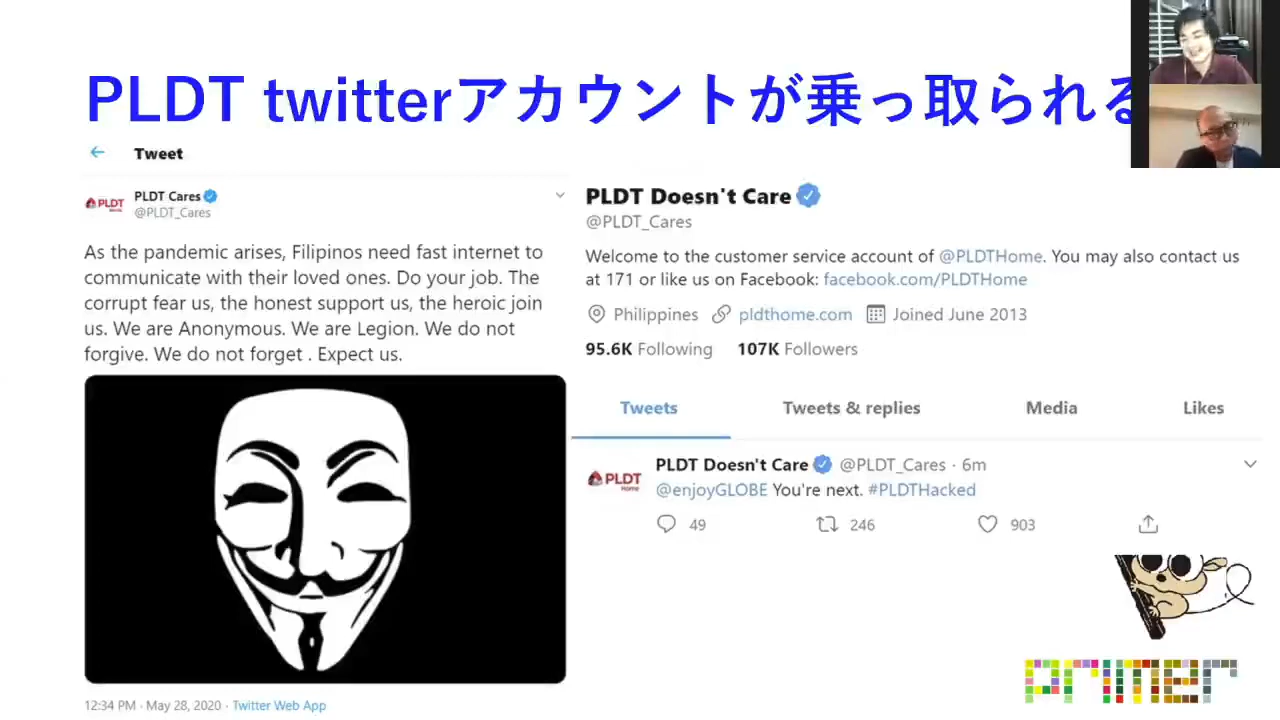 PLDT twitterアカウントが乗っ取られる
Tweet
PLDT
PLDT Cares
@PLDT_Cares
As the pandemic arises, Filipinos need fast internet to
communicate with their loved ones. Do your job. The
corrupt fear us, the honest support us, the heroic join
us. We are Anonymous. We are Legion. We do not
forgive. We do not forget . Expect us.
12:34 PM · May 28, 2020 · Twitter Web App
PLDT Doesn't Care
@PLDT_Cares
Welcome to the customer service account of @PLDTHome. You may also contact us
at 171 or like us on Facebook: facebook.com/PLDTHome
Philippines pldthome.com Joined June 2013
95.6K Following 107K Followers
Tweets Tweets & replies Media Likes
PLDT
Home
PLDT Doesn't Care @PLDT_Cares · 6m
@enjoyGLOBE You're next. #PLDTHacked
49 246 903
primer